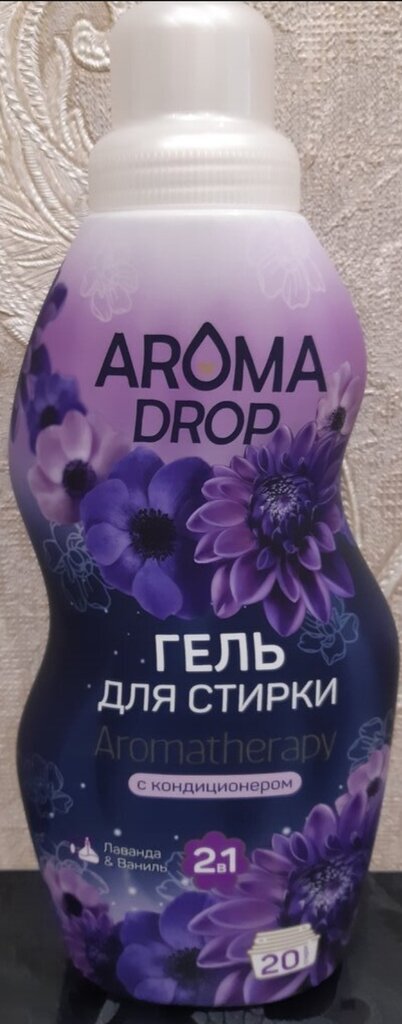 AROMA
DROP
ГЕЛЬ
ДЛЯ СТИРКИ
Aromatherapy
с кондиционером
Лаванда
& Ваниль
2в1
20